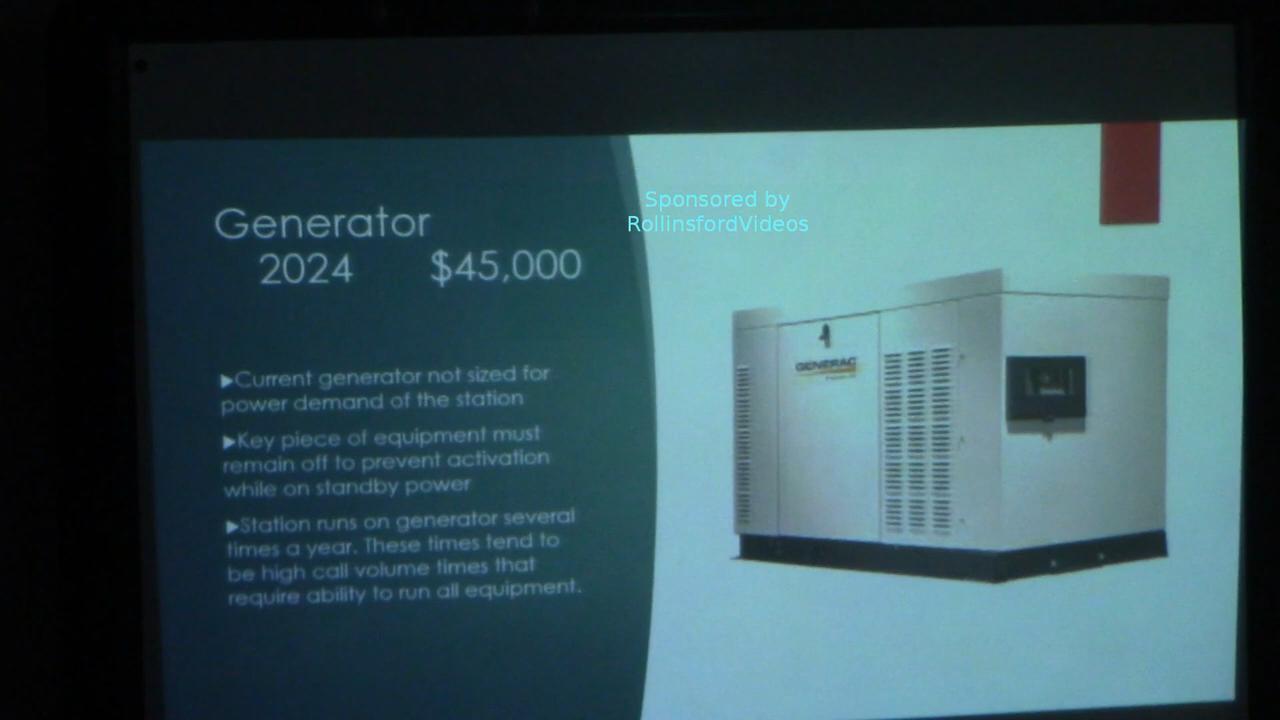 Sponsored by
RollinsfordVideos
Generator
2024 $45,000
▶Current generator not sized for
power demand of the station
▶Key piece of equipment must
remain off to prevent activation
while on standby power
▶Station runs on generator several
times a year. These times tend to
be high call volume times that
require ability to run all equipment.
GENERAC